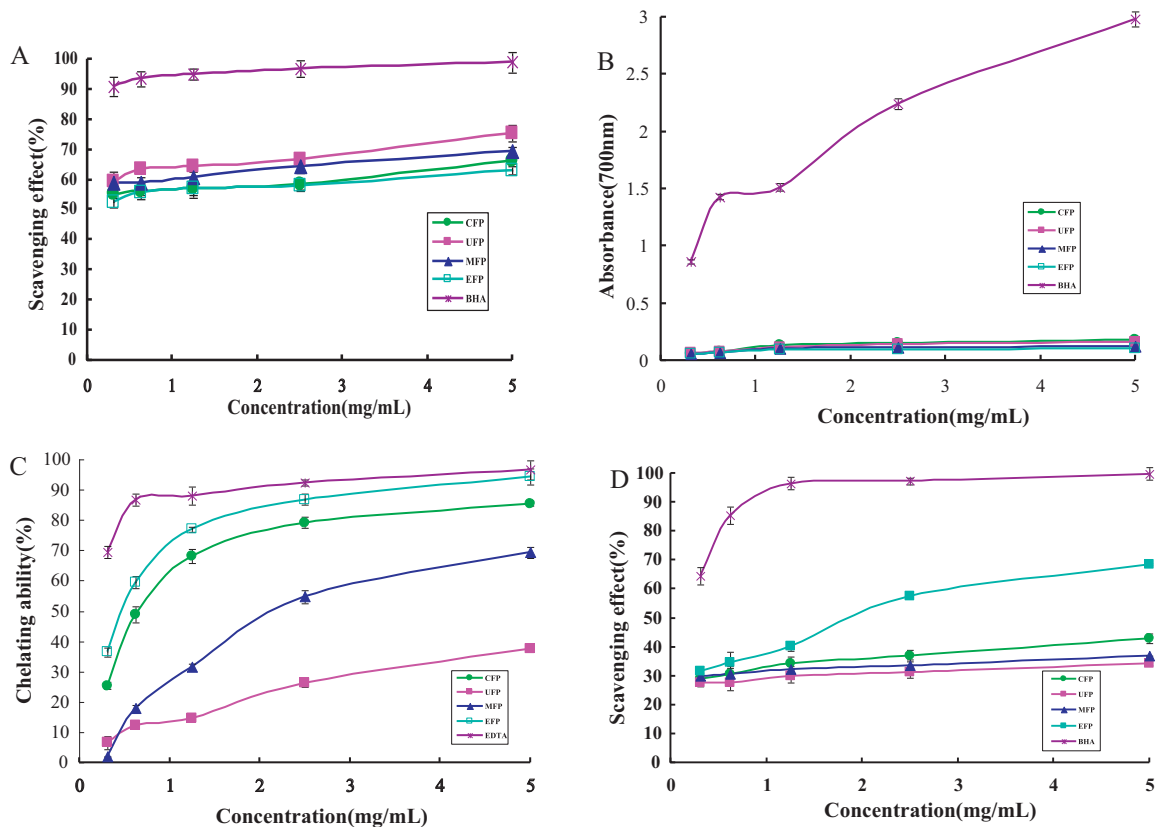 A
Scavenging effect(%)
100
90
80
70
60
50
40
30
20
10
0
0 1 2 3 4 5
Concentration(mg/mL)
CFP
UFP
MFP
EFP
BHA
B
Absorbance(700nm)
3
2.5
2
1.5
1
0.5
0
0 1 2 3 4 5
Concentration(mg/mL)
CFP
UFP
MFP
EFP
BHA
C
Chelating ability(%)
100
90
80
70
60
50
40
30
20
10
0
0 1 2 3 4 5
Concentration(mg/mL)
CFP
UFP
MFP
EFP
EDTA
D
Scavenging effect(%)
100
90
80
70
60
50
40
30
20
10
0
0 1 2 3 4 5
Concentration(mg/mL)
CFP
UFP
MFP
EFP
BHA